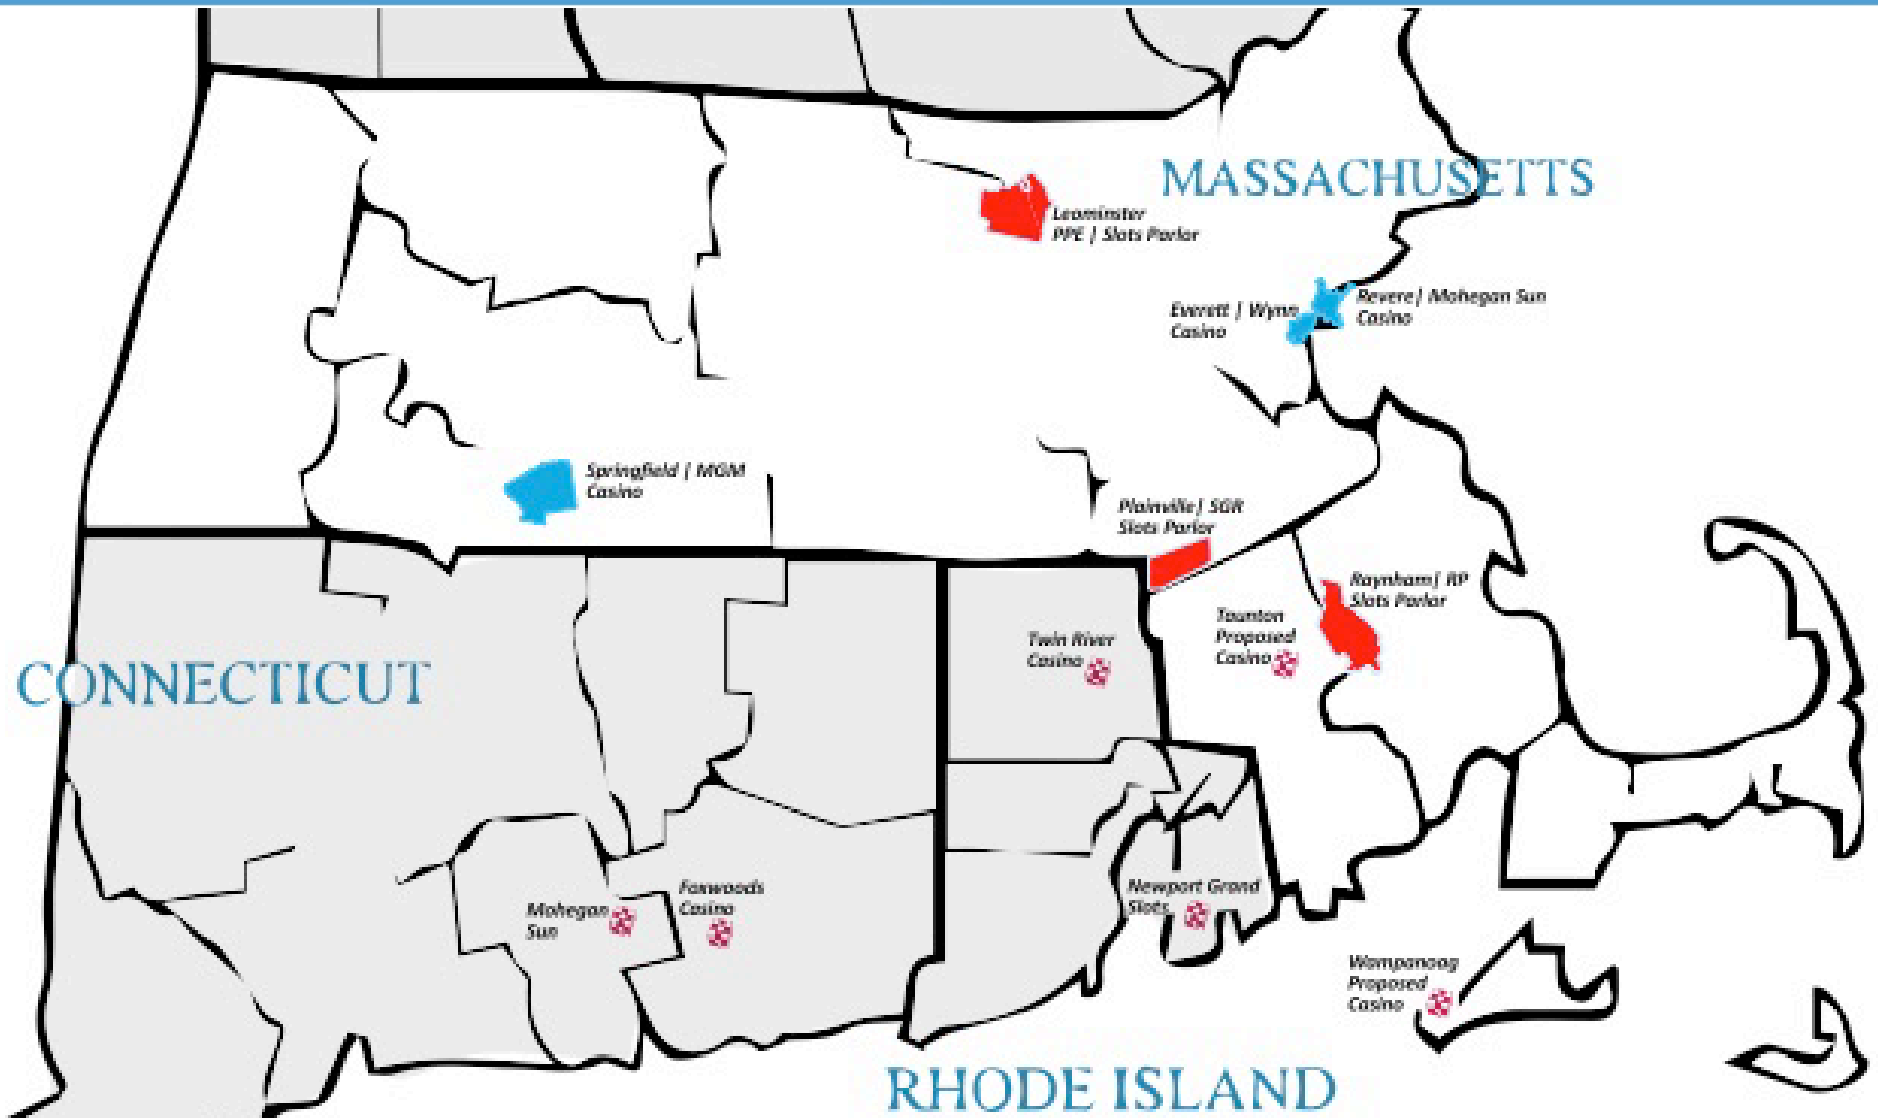 MASSACHUSETTS
Leominster
PPE | Slots Parlor
Everett | Wynn
Casino
Revere | Mohegan Sun
Casino
Springfield | MGM
Casino
Plainville | SGR
Slots Parlor
Raynham | RP
Slots Parlor
Taunton
Proposed
Casino
Twin River
Casino
CONNECTICUT
Mohegan
Sun
Foxwoods
Casino
Newport Grand
Slots
Wampanoag
Proposed
Casino
RHODE ISLAND